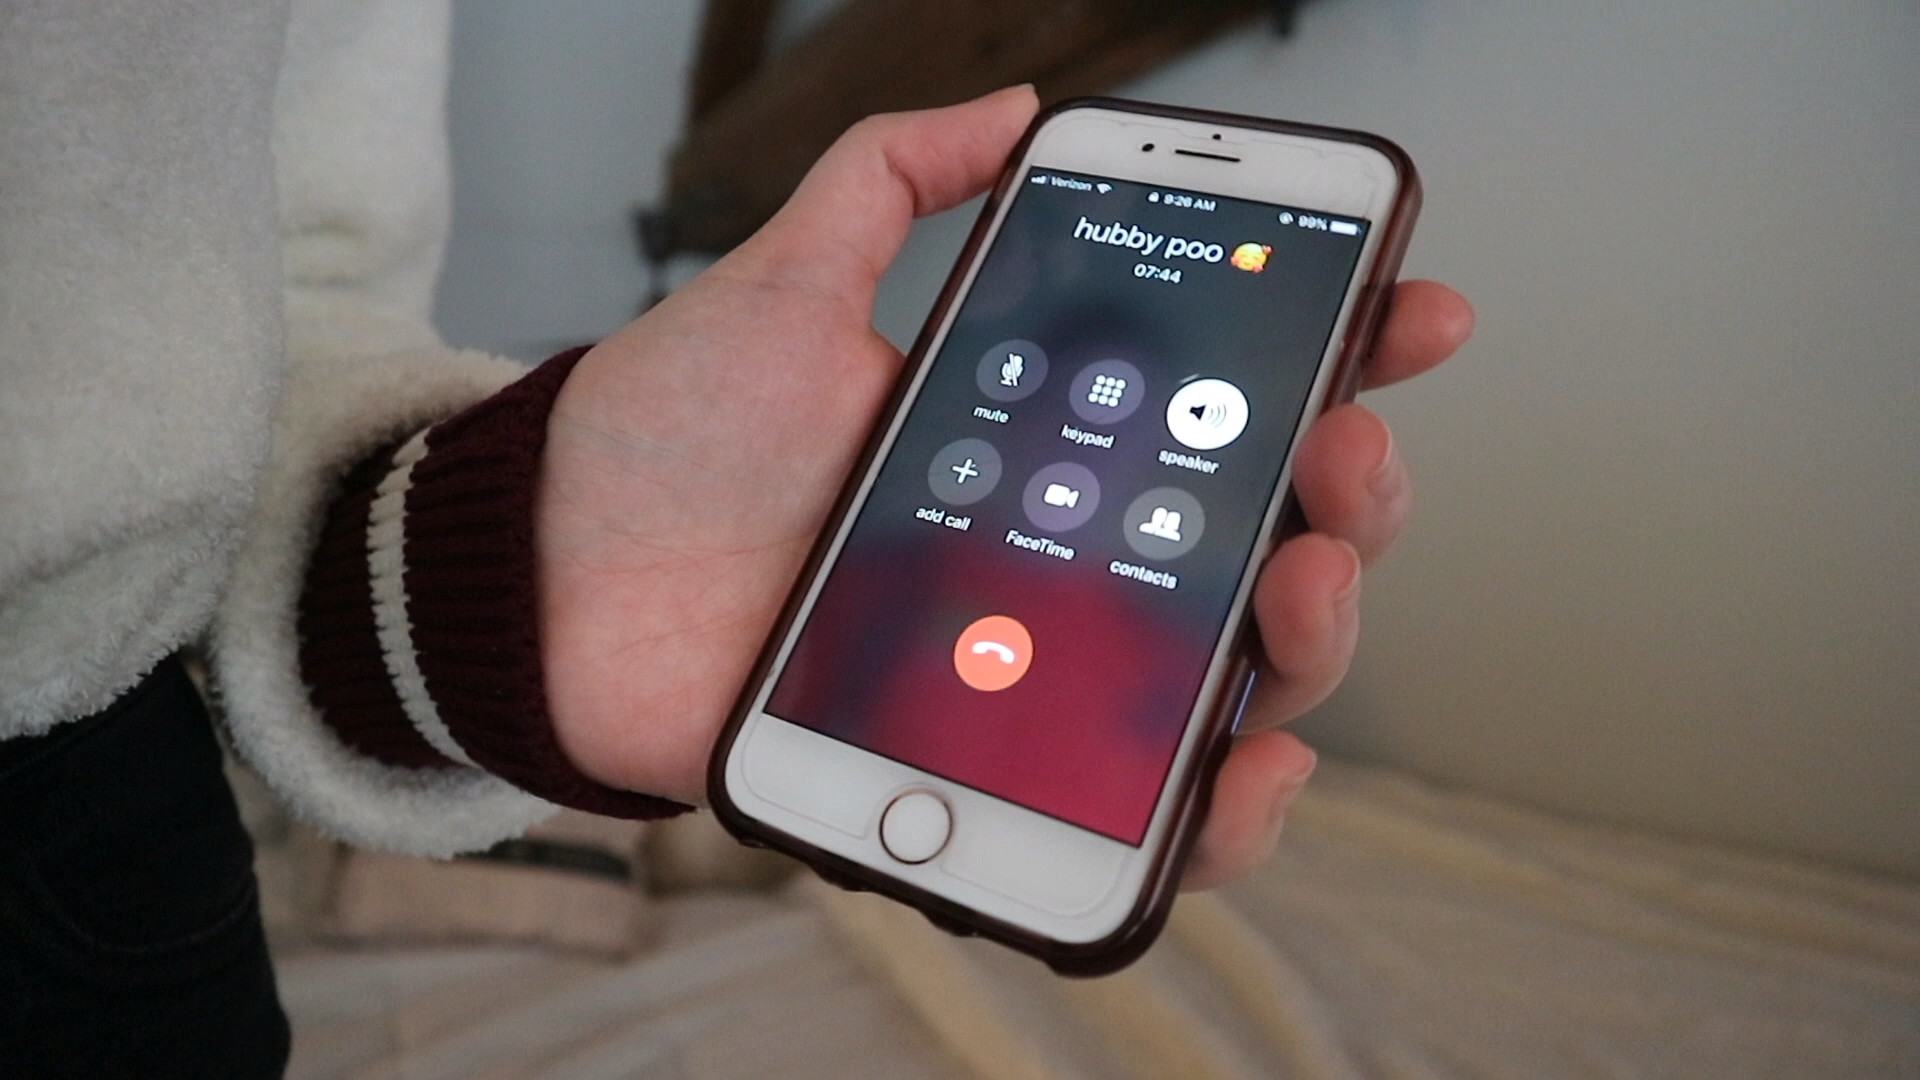 Verizon 9:26 AM 99%
hubby poo 🥰
07:44
mute keypad speaker
add call FaceTime contacts